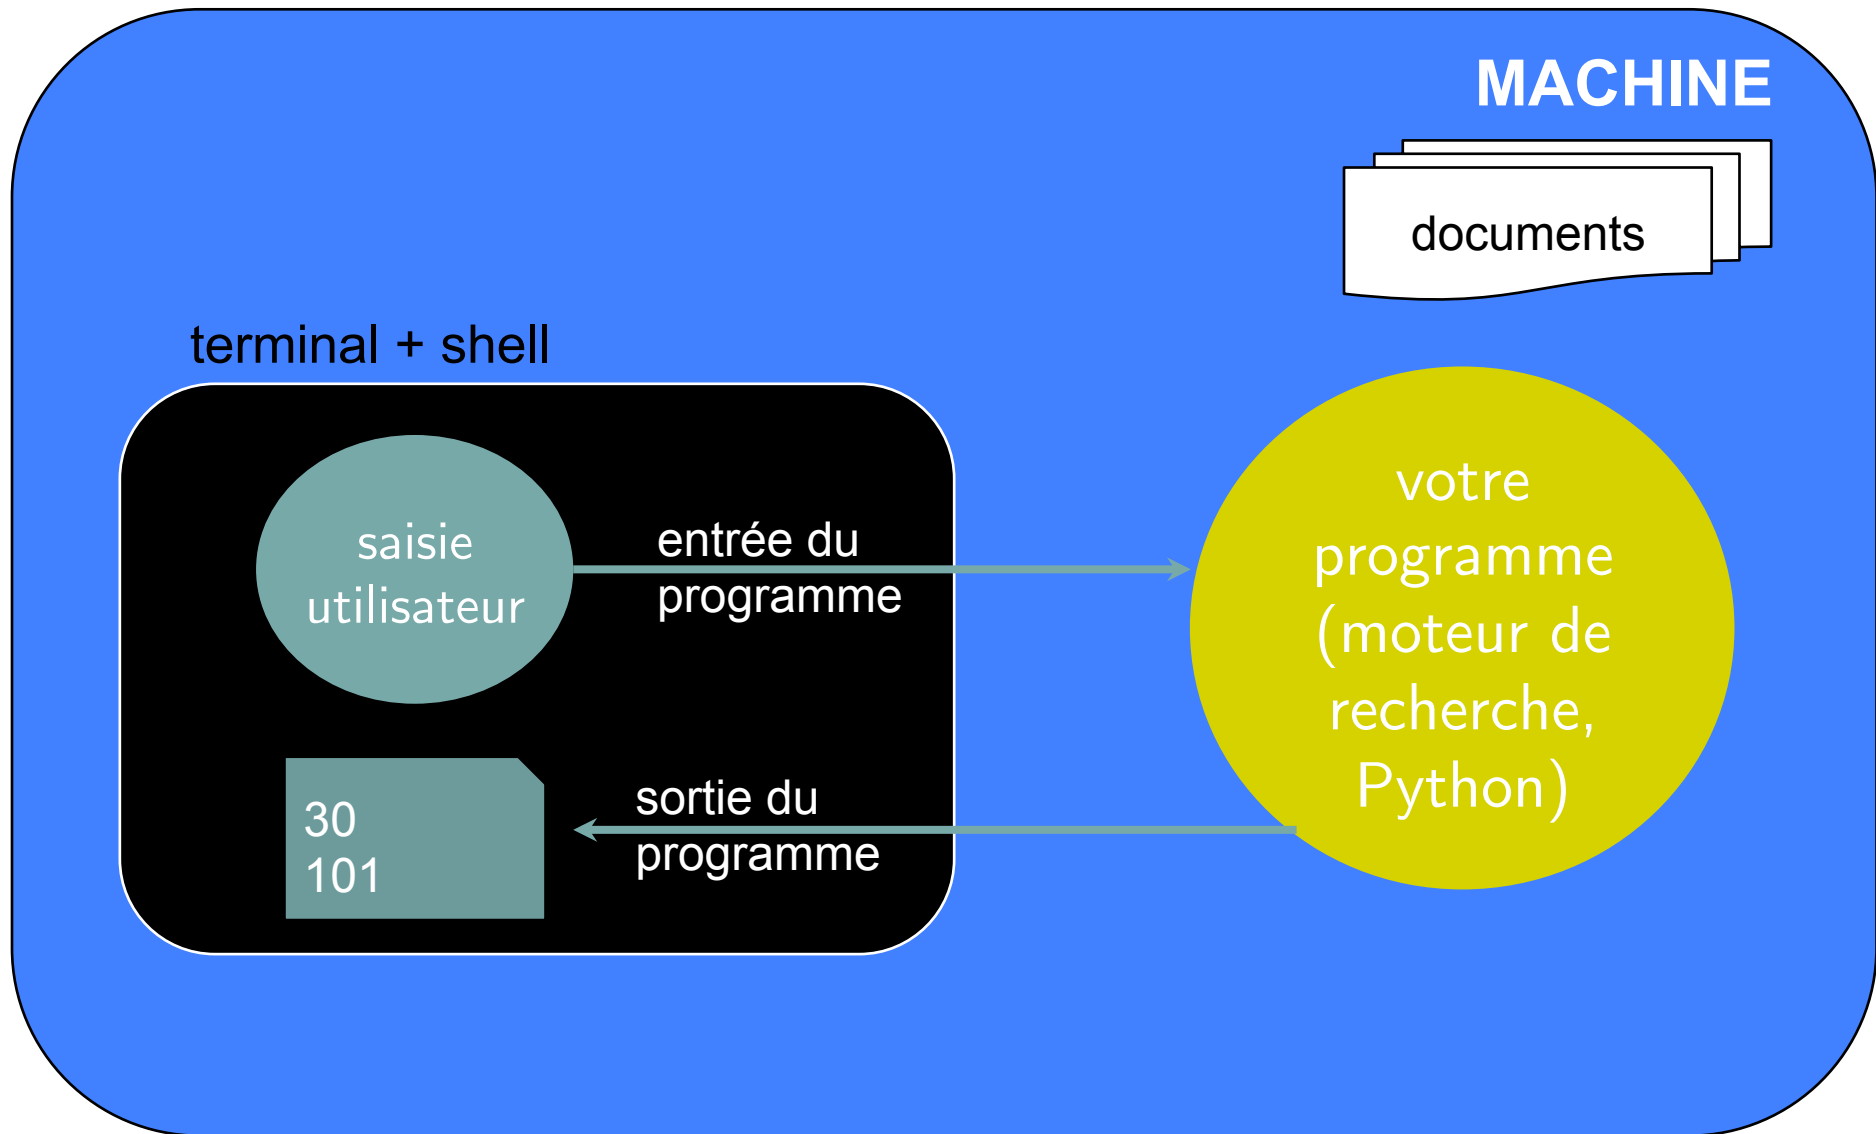 MACHINE
documents
terminal + shell
saisie
utilisateur
entrée du
programme
votre
programme
(moteur de
recherche,
Python)
30
101
sortie du
programme